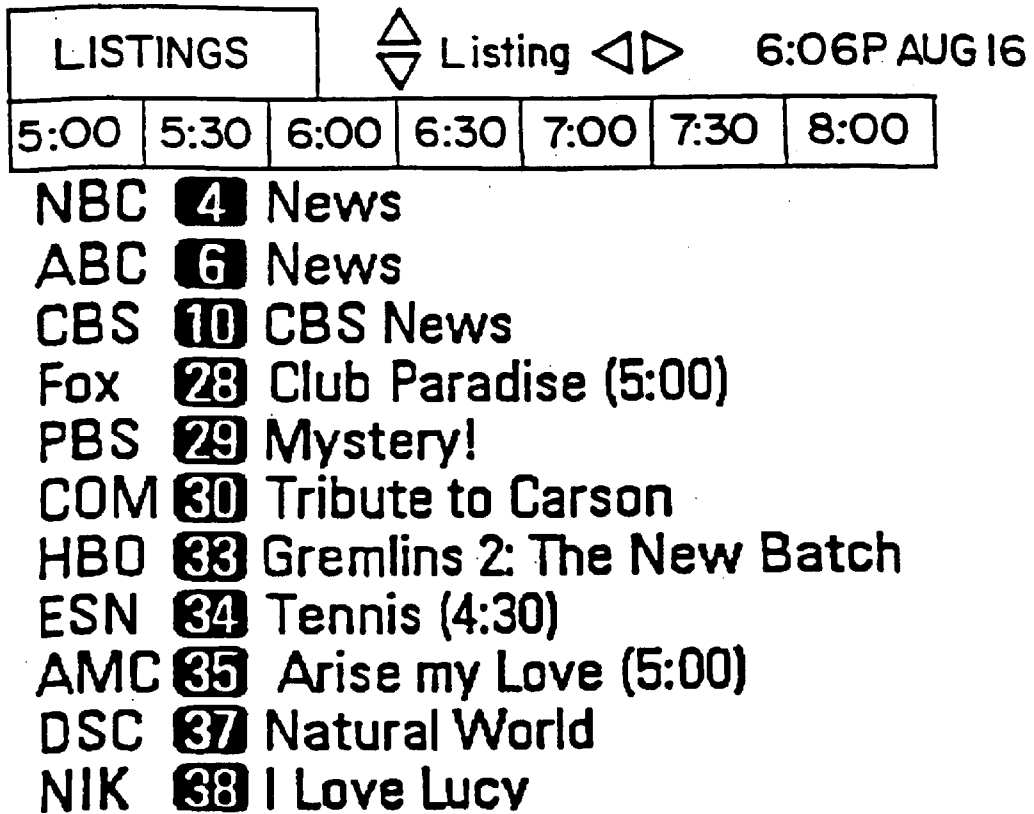 LISTINGS Listing 6:06P AUG 16
5:00 5:30 6:00 6:30 7:00 7:30 8:00
NBC 4 News
ABC 6 News
CBS 10 CBS News
Fox 28 Club Paradise (5:00)
PBS 29 Mystery!
COM 30 Tribute to Carson
HBO 33 Gremlins 2: The New Batch
ESN 34 Tennis (4:30)
AMC 35 Arise my Love (5:00)
DSC 37 Natural World
NIK 38 I Love Lucy